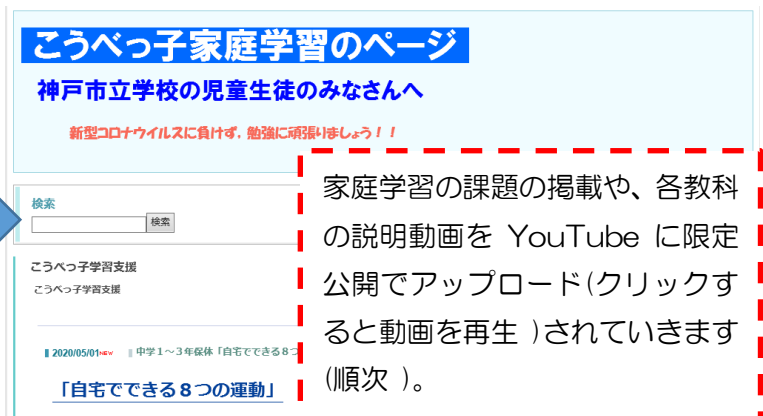 こうべっ子家庭学習のページ
神戸市立学校の児童生徒のみなさんへ
新型コロナウイルスに負けず,勉強に頑張りましょう！！
検索
検索
こうべっ子学習支援
こうべっ子学習支援
2020/05/01NEW 中学１～３年保体「自宅でできる８つ
「自宅でできる８つの運動」
家庭学習の課題の掲載や、各教科
の説明動画を YouTube に限定
公開でアップロード(クリックす
ると動画を再生 )されていきます
(順次 )。